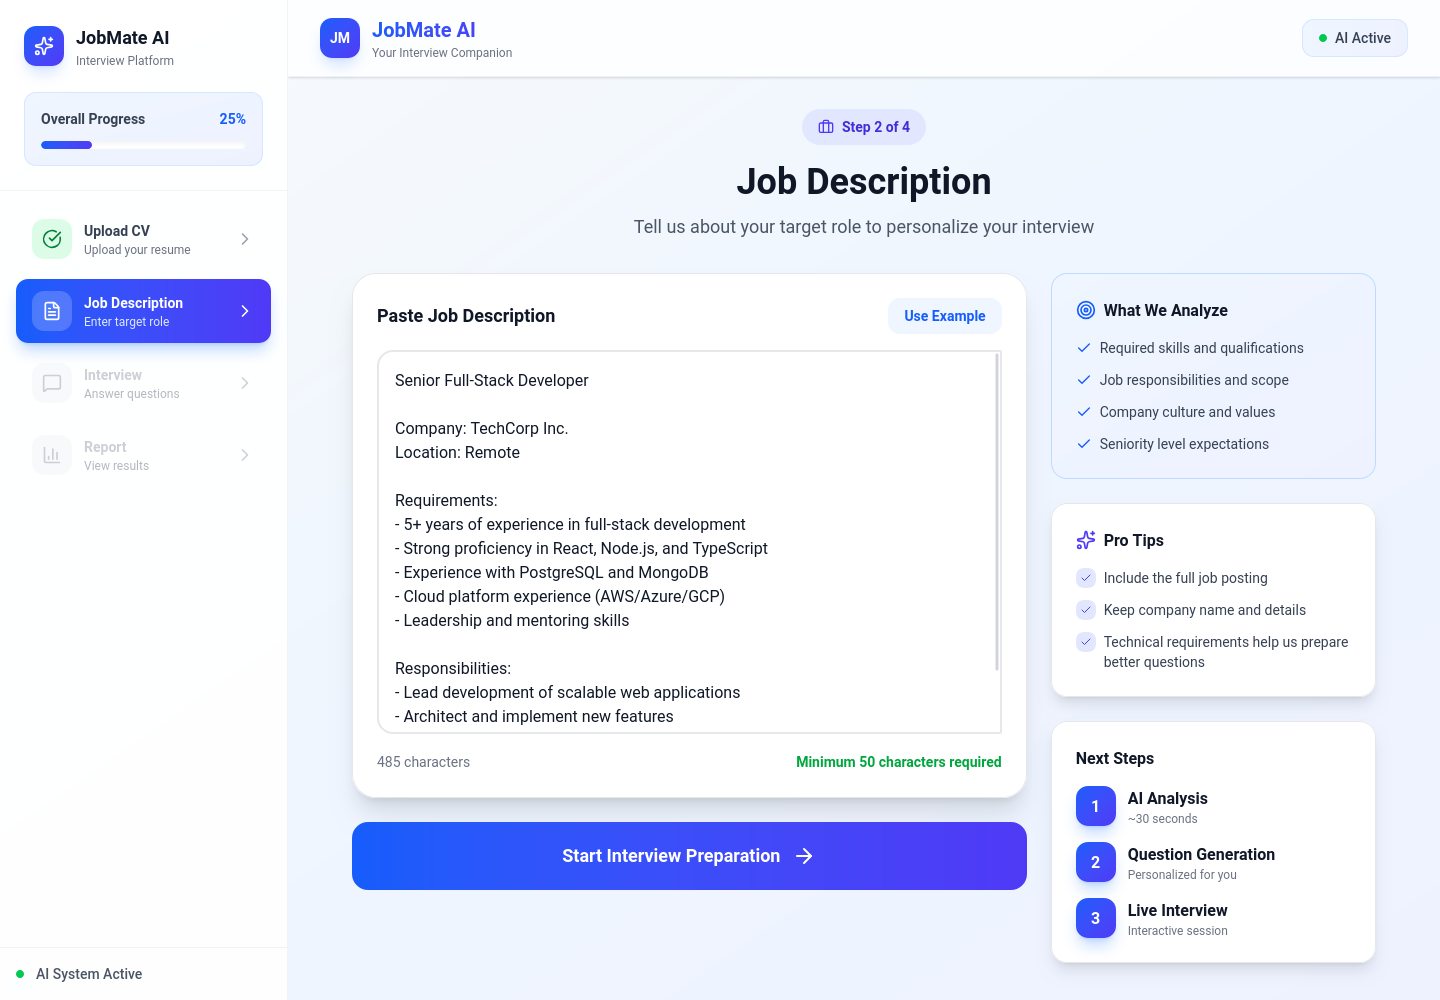 JobMate AI
Interview Platform
Overall Progress
25%
Upload CV
Upload your resume
Job Description
Enter target role
Interview
Answer questions
Report
View results
AI System Active
JM
JobMate AI
Your Interview Companion
AI Active
Step 2 of 4
Job Description
Tell us about your target role to personalize your interview
Paste Job Description
Use Example
Senior Full-Stack Developer
Company: TechCorp Inc.
Location: Remote
Requirements:
- 5+ years of experience in full-stack development
- Strong proficiency in React, Node.js, and TypeScript
- Experience with PostgreSQL and MongoDB
- Cloud platform experience (AWS/Azure/GCP)
- Leadership and mentoring skills
Responsibilities:
- Lead development of scalable web applications
- Architect and implement new features
485 characters
Minimum 50 characters required
Start Interview Preparation
What We Analyze
Required skills and qualifications
Job responsibilities and scope
Company culture and values
Seniority level expectations
Pro Tips
Include the full job posting
Keep company name and details
Technical requirements help us prepare
better questions
Next Steps
1
AI Analysis
~30 seconds
2
Question Generation
Personalized for you
3
Live Interview
Interactive session